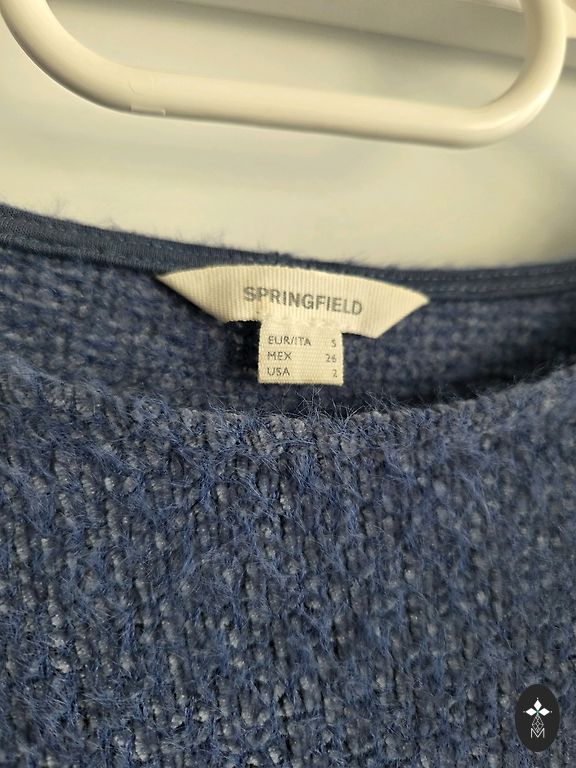 SPRINGFIELD
EUR/ITA S
MEX 26
USA 2
M